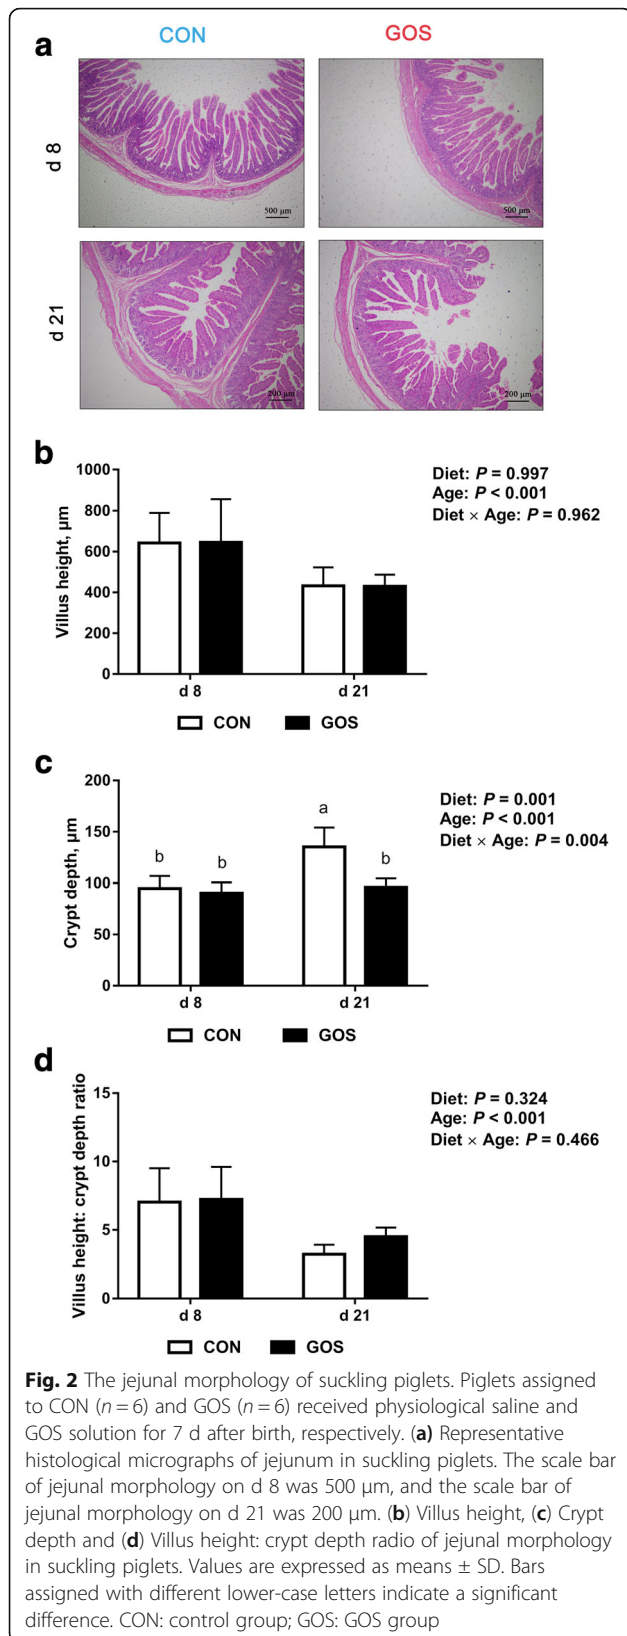 a
CON
GOS
d 8
500 µm
500 µm
d 21
200 µm
200 µm
b
Villus height, µm
1000
800
600
400
200
0
d 8
d 21
CON
GOS
Diet: P = 0.997
Age: P < 0.001
Diet × Age: P = 0.962
c
Crypt depth, µm
200
150
100
50
0
b
b
a
b
d 8
d 21
CON
GOS
Diet: P = 0.001
Age: P < 0.001
Diet × Age: P = 0.004
d
Villus height: crypt depth ratio
15
10
5
0
d 8
d 21
CON
GOS
Diet: P = 0.324
Age: P < 0.001
Diet × Age: P = 0.466
Fig. 2 The jejunal morphology of suckling piglets. Piglets assigned
to CON (n = 6) and GOS (n = 6) received physiological saline and
GOS solution for 7 d after birth, respectively. (a) Representative
histological micrographs of jejunum in suckling piglets. The scale bar
of jejunal morphology on d 8 was 500 µm, and the scale bar of
jejunal morphology on d 21 was 200 µm. (b) Villus height, (c) Crypt
depth and (d) Villus height: crypt depth radio of jejunal morphology
in suckling piglets. Values are expressed as means ± SD. Bars
assigned with different lower-case letters indicate a significant
difference. CON: control group; GOS: GOS group